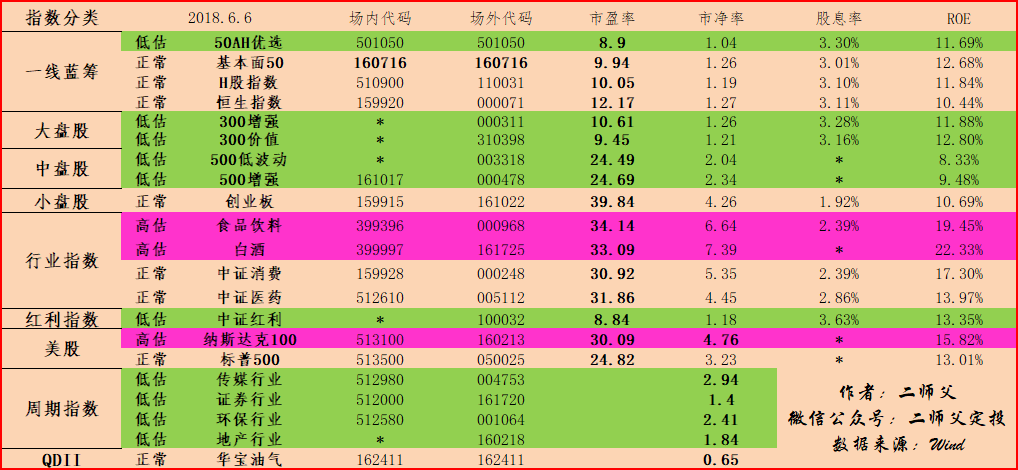 指数分类 2018.6.6 场内代码 场外代码 市盈率 市净率 股息率 ROE
一线蓝筹
低估 50AH优选 501050 501050 8.9 1.04 3.30% 11.69%
正常 基本面50 160716 160716 9.94 1.26 3.01% 12.68%
正常 H股指数 510900 110031 10.05 1.19 3.10% 11.84%
正常 恒生指数 159920 000071 12.17 1.27 3.11% 10.44%
大盘股
低估 300增强 * 000311 10.61 1.26 3.28% 11.88%
低估 300价值 * 310398 9.45 1.21 3.16% 12.80%
中盘股
低估 500低波动 * 003318 24.49 2.04 * 8.33%
低估 500增强 161017 000478 24.69 2.34 * 9.48%
小盘股 正常 创业板 159915 161022 39.84 4.26 1.92% 10.69%
行业指数
高估 食品饮料 399396 000968 34.14 6.64 2.39% 19.45%
高估 白酒 399997 161725 33.09 7.39 * 22.33%
正常 中证消费 159928 000248 30.92 5.35 2.39% 17.30%
正常 中证医药 512610 005112 31.86 4.45 2.86% 13.97%
红利指数 低估 中证红利 * 100032 8.84 1.18 3.63% 13.35%
美股
高估 纳斯达克100 513100 160213 30.09 4.76 * 15.82%
正常 标普500 513500 050025 24.82 3.23 * 13.01%
周期指数
低估 传媒行业 512980 004753 2.94
低估 证券行业 512000 161720 1.4
低估 环保行业 512580 001064 2.41
低估 地产行业 * 160218 1.84
QDII 正常 华宝油气 162411 162411 0.65
作者：二师父
微信公众号：二师父定投
数据来源：Wind